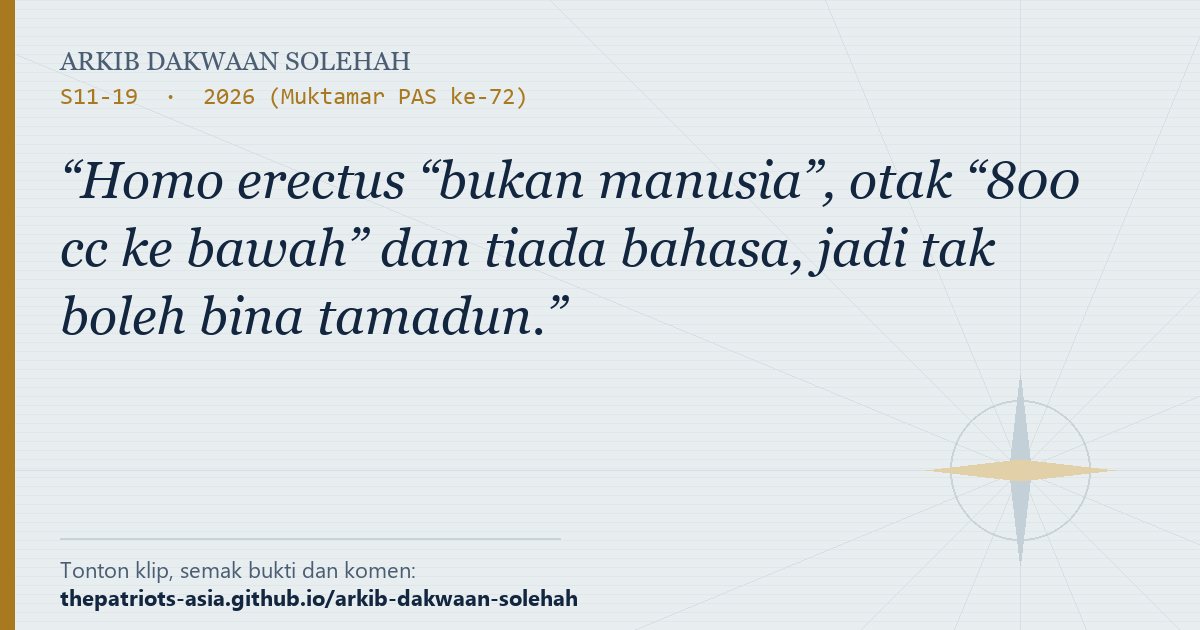 ARKIB DAKWAAN SOLEHAH
S11-19 · 2026 (Muktamar PAS ke-72)
“Homo erectus “bukan manusia”, otak “800
cc ke bawah” dan tiada bahasa, jadi tak
boleh bina tamadun.”
Tonton klip, semak bukti dan komen:
thepatriots-asia.github.io/arkib-dakwaan-solehah